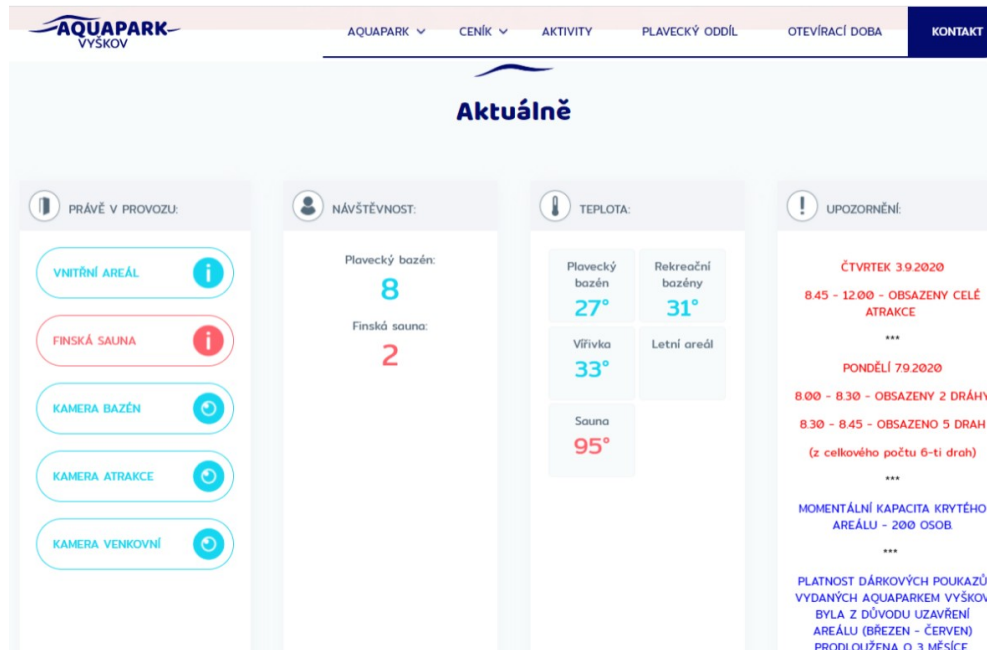 AQUAPARK
VYŠKOV
AQUAPARK
CENÍK
AKTIVITY
PLAVECKÝ ODDÍL
OTEVÍRACÍ DOBA
KONTAKT
Aktuálně
PRÁVĚ V PROVOZU:
VNITŘNÍ AREÁL
FINSKÁ SAUNA
KAMERA BAZÉN
KAMERA ATRAKCE
KAMERA VENKOVNÍ
NÁVŠTĚVNOST:
Plavecký bazén:
8
Finská sauna:
2
TEPLOTA:
Plavecký
bazén
27°
Rekreační
bazény
31°
Vířivka
33°
Letní areál
Sauna
95°
UPOZORNĚNÍ:
ČTVRTEK 3.9.2020
8.45 - 12.00 - OBSAZENY CELÉ
ATRAKCE
***
PONDĚLÍ 7.9.2020
8.00 - 8.30 - OBSAZENY 2 DRÁHY
8.30 - 8.45 - OBSAZENO 5 DRAH
(z celkového počtu 6-ti drah)
***
MOMENTÁLNÍ KAPACITA KRYTÉHO
AREÁLU - 200 OSOB.
***
PLATNOST DÁRKOVÝCH POUKAZŮ
VYDANÝCH AQUAPARKEM VYŠKOV
BYLA Z DŮVODU UZAVŘENÍ
AREÁLU (BŘEZEN - ČERVEN)
PRODLOUŽENA O 3 MĚSÍCE